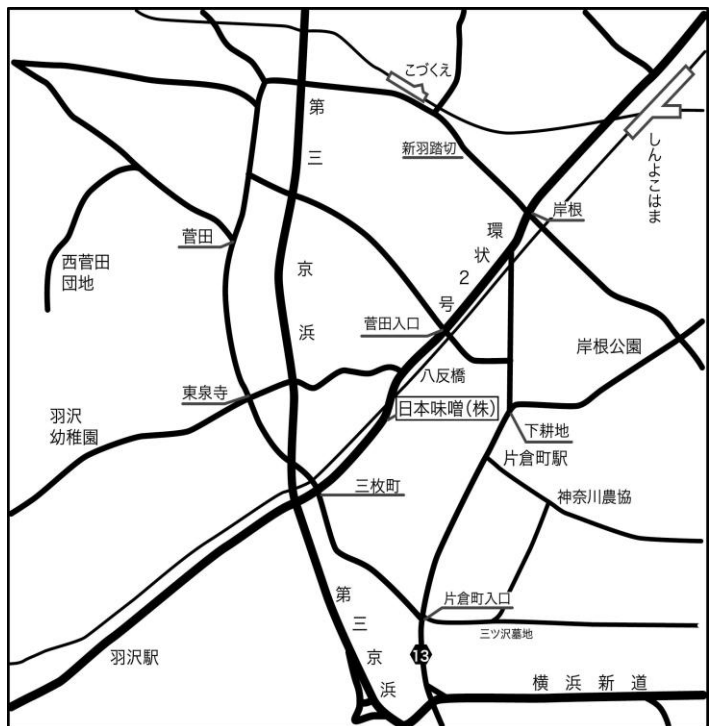 こづくえ
第三
新羽踏切
しんよこはま
岸根
菅田
環状2号
西菅田
団地
京浜
菅田入口
岸根公園
八反橋
東泉寺
日本味噌(株)
羽沢
幼稚園
下耕地
片倉町駅
三枚町
神奈川農協
第三京浜
片倉町入口
三ツ沢墓地
羽沢駅
13
横浜新道